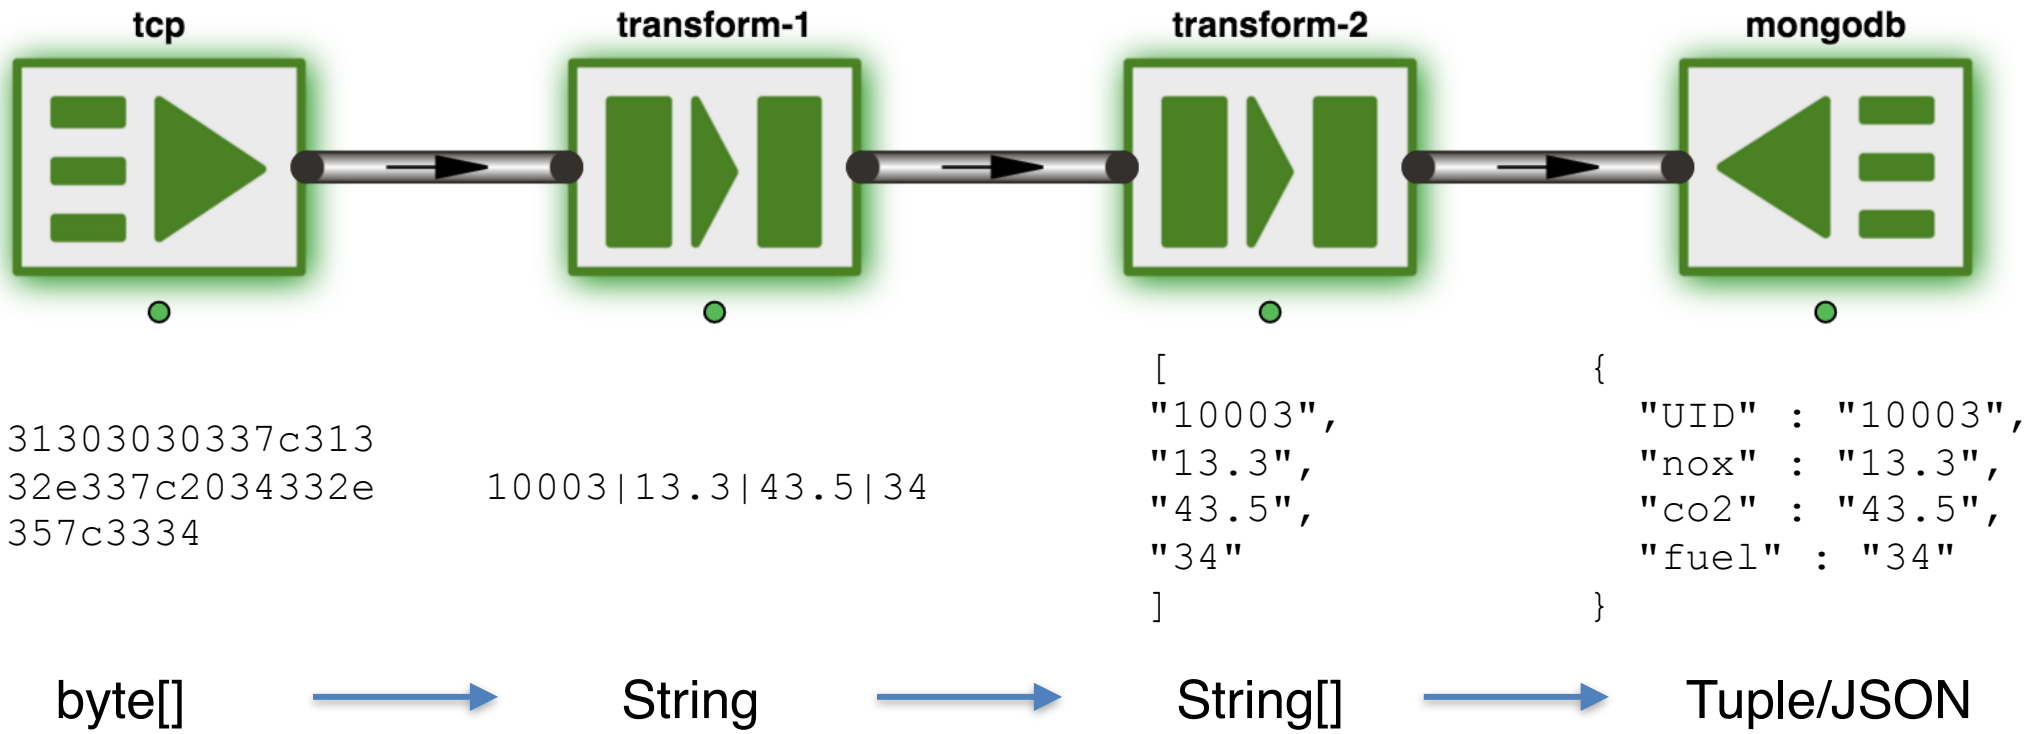 tcp
transform-1
transform-2
mongodb
31303030337c313
32e337c2034332e
357c3334
10003|13.3|43.5|34
[
"10003",
"13.3",
"43.5",
"34"
]
{
"UID" : "10003",
"nox" : "13.3",
"co2" : "43.5",
"fuel" : "34"
}
byte[]
String
String[]
Tuple/JSON